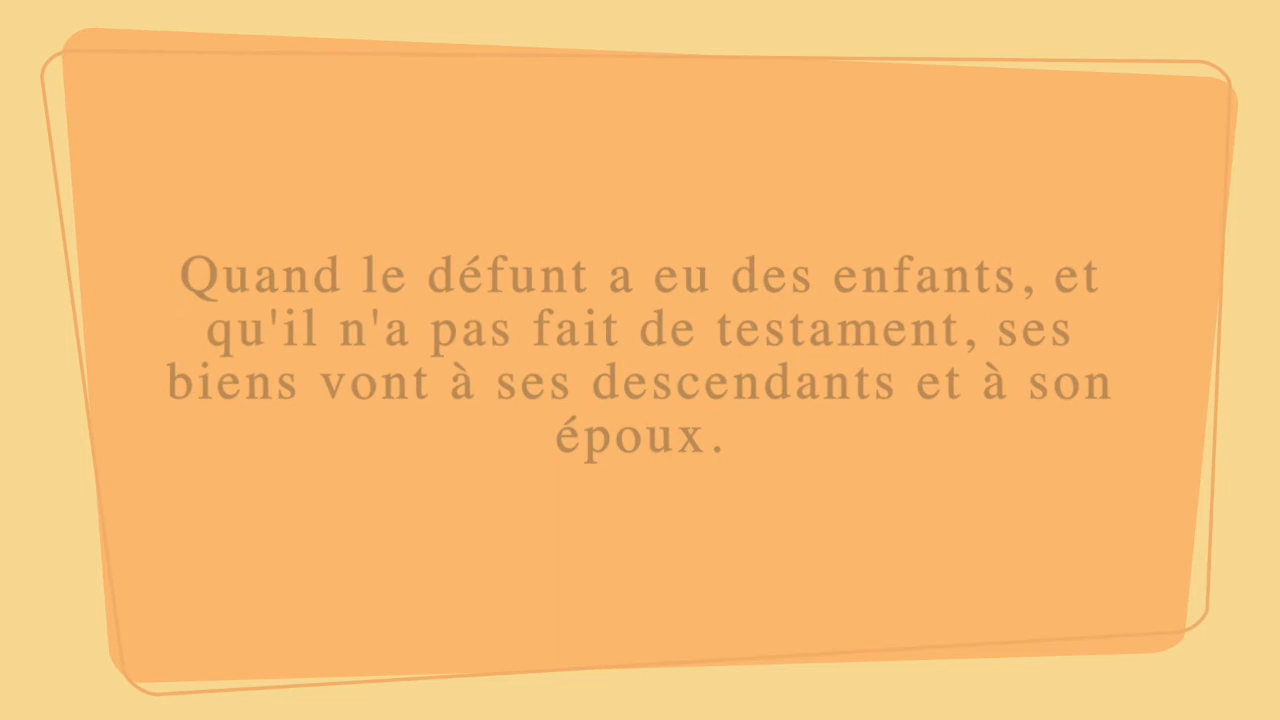 Quand le défunt a eu des enfants, et
qu'il n'a pas fait de testament, ses
biens vont à ses descendants et à son
époux.